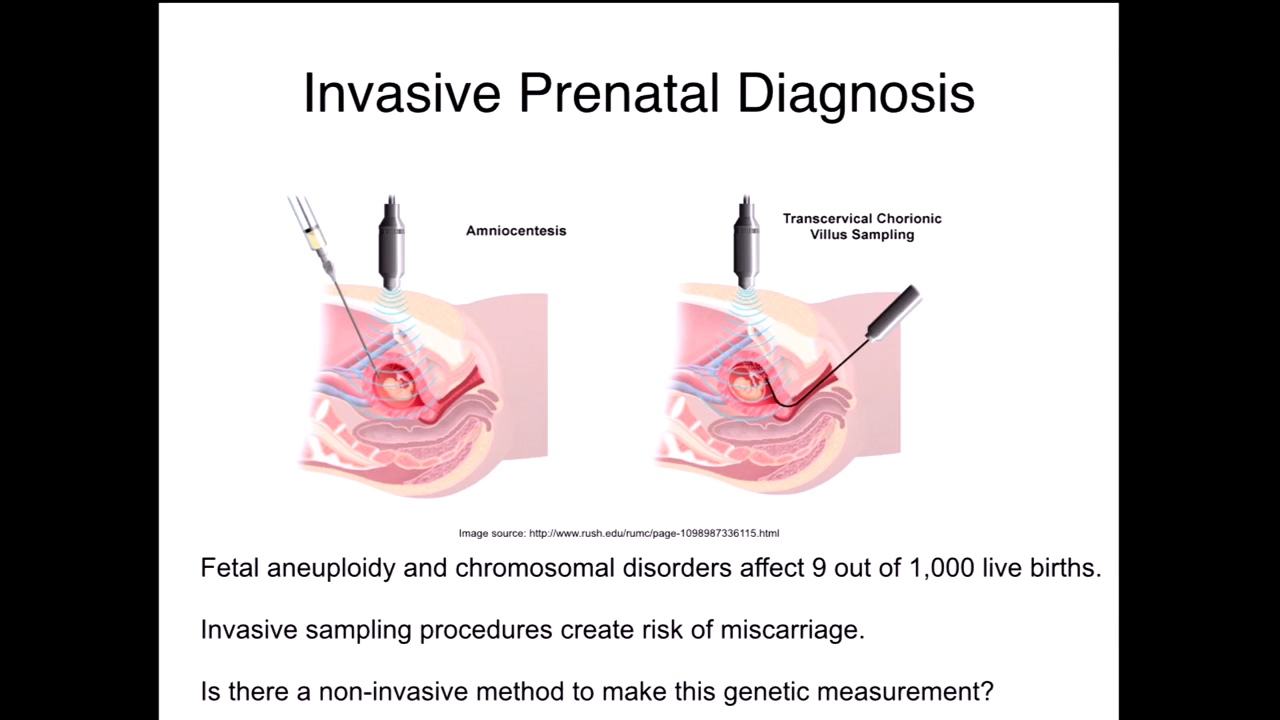 Invasive Prenatal Diagnosis
Amniocentesis
Transcervical Chorionic
Villus Sampling
Image source: http://www.rush.edu/rumc/page-1098987336115.html
Fetal aneuploidy and chromosomal disorders affect 9 out of 1,000 live births.
Invasive sampling procedures create risk of miscarriage.
Is there a non-invasive method to make this genetic measurement?